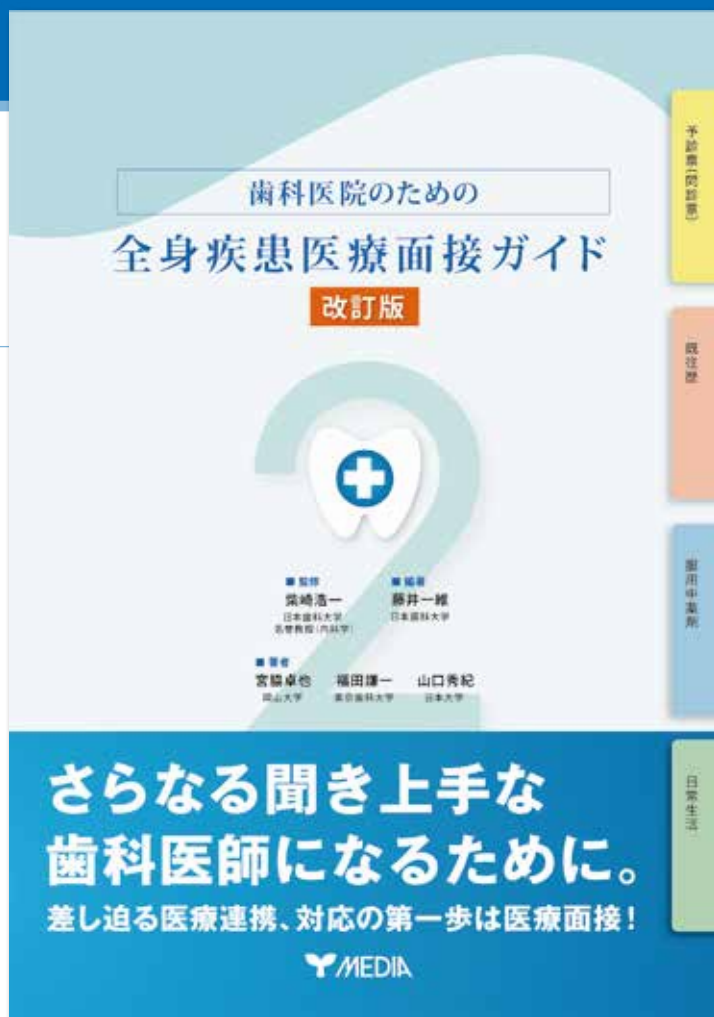 歯科医院のための
全身疾患医療面接ガイド
改訂版
2
■ 監修
柴崎浩一
日本歯科大学
名誉教授(内科学)
■ 編著
藤井一維
日本歯科大学
■ 著者
宮脇卓也 福田謙一 山口秀紀
岡山大学 東京歯科大学 日本大学
予診票(問診票)
既往歴
服用中薬剤
日常生活
さらなる聞き上手な
歯科医師になるために。
差し迫る医療連携、対応の第一歩は医療面接!
MEDIA